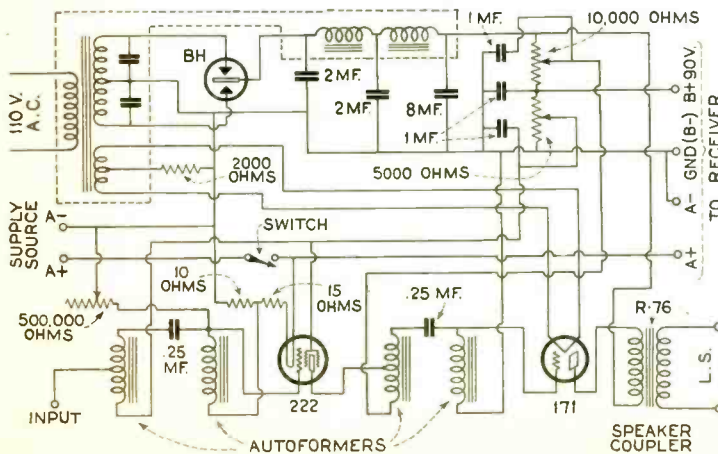 1 MF.
10,000 OHMS
BH
2 MF.
2 MF.
8 MF.
1 MF.
B+90V.
110 V.
A.C.
GND (B-)
2000
OHMS
5000 OHMS
TO RECEIVER
A-
SUPPLY
SOURCE
A-
A+
SWITCH
A+
10
OHMS
15
OHMS
500,000
OHMS
.25
MF.
.25 MF.
R-76
L.S.
INPUT
222
171
AUTOFORMERS
SPEAKER
COUPLER